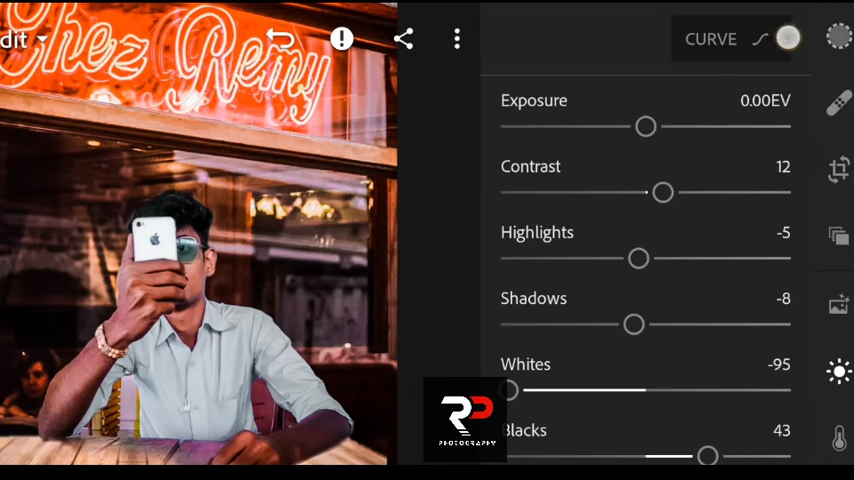 Chez Remy
dit
CURVE
Exposure 0.00EV
Contrast 12
Highlights -5
Shadows -8
Whites -95
Blacks 43
RP
PHOTOGRAPHY